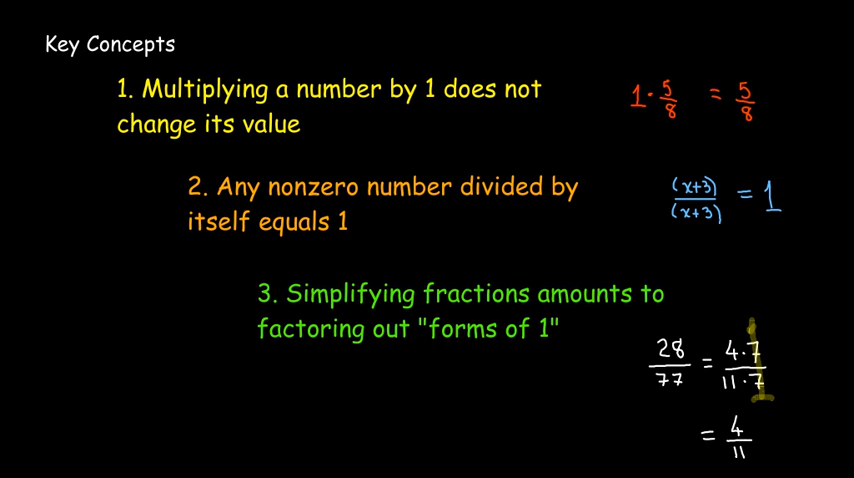 Key Concepts
1. Multiplying a number by 1 does not
change its value
1 · 5/8 = 5/8
2. Any nonzero number divided by
itself equals 1
(x+3)/(x+3) = 1
3. Simplifying fractions amounts to
factoring out "forms of 1"
28/77 = 4·7/11·7
= 4/11